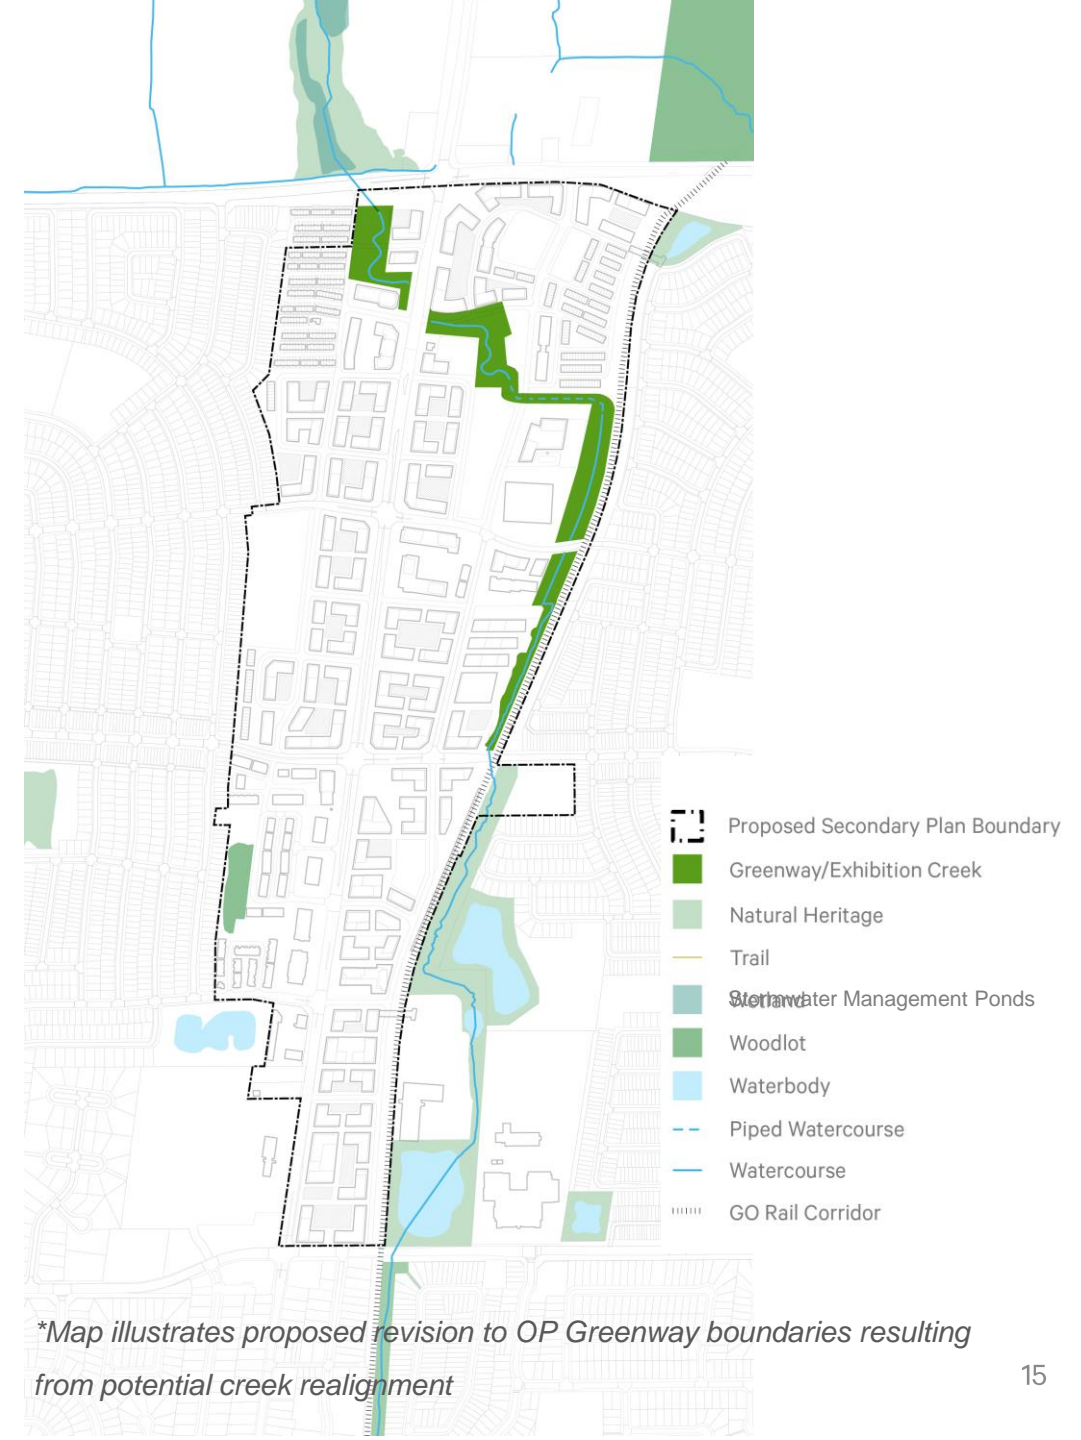 Proposed Secondary Plan Boundary
Greenway/Exhibition Creek
Natural Heritage
Trail
Stormwater Management Ponds
Wetland
Woodlot
Waterbody
Piped Watercourse
Watercourse
GO Rail Corridor
*Map illustrates proposed revision to OP Greenway boundaries resulting
from potential creek realignment
15